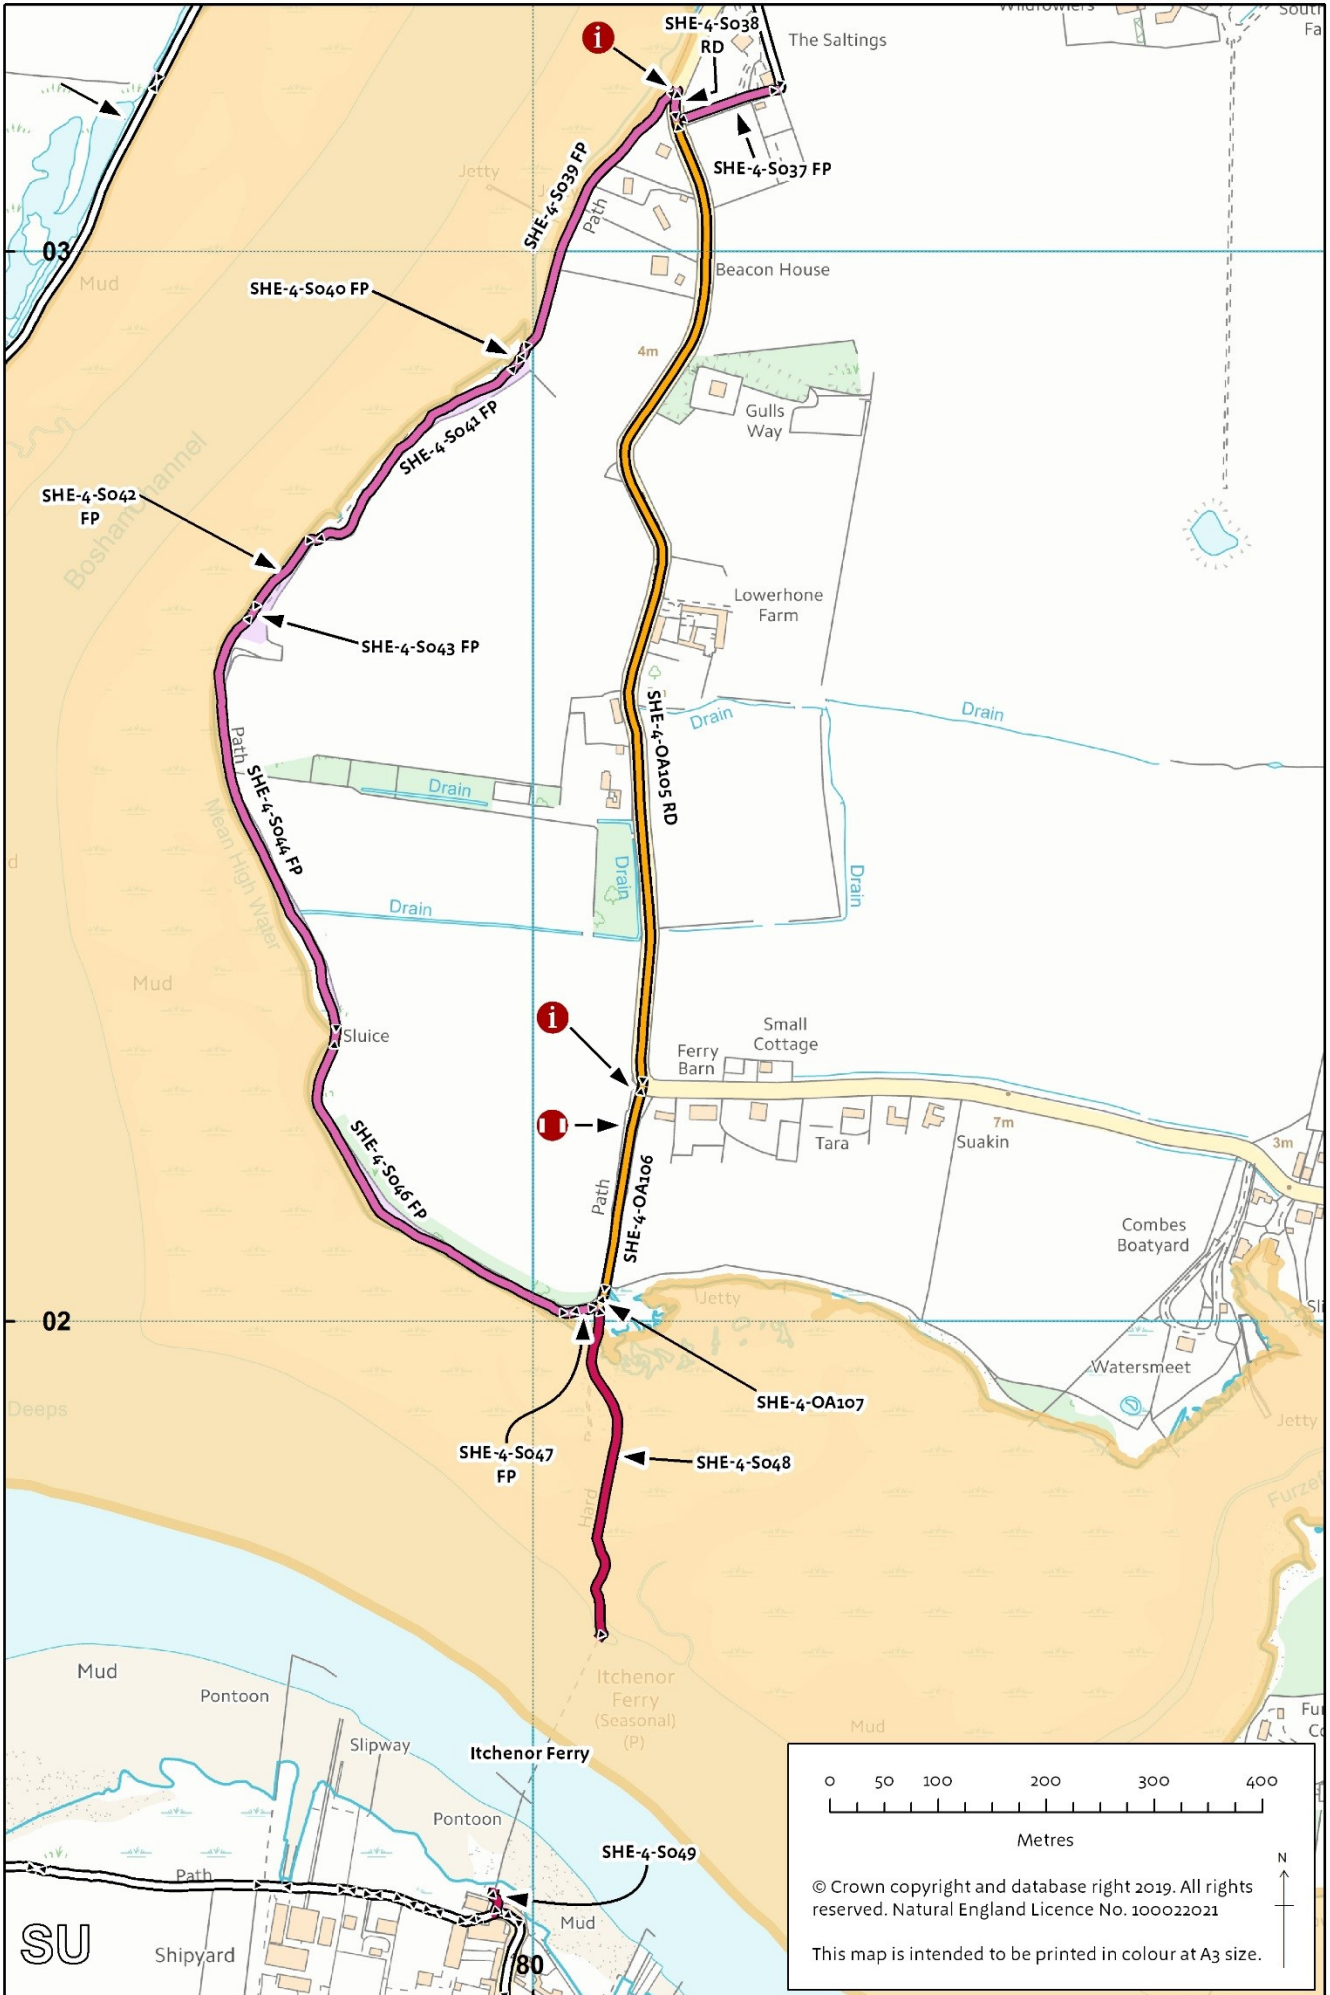 Wildfowlers
South
Fa
SHE-4-S038
RD
The Saltings
i
SHE-4-S037 FP
Jetty
SHE-4-S039 FP
Path
03
Mud
SHE-4-S040 FP
Beacon House
4m
Gulls
Way
SHE-4-S041 FP
SHE-4-S042
FP
Bosham Channel
Lowerhone
Farm
SHE-4-S043 FP
SHE-4-OA105 RD
Drain
Drain
Path
SHE-4-S044 FP
Drain
Mean High Water
Drain
Drain
Drain
Mud
Sluice
i
Small
Cottage
Ferry
Barn
7m
Tara
Suakin
3m
SHE-4-S046 FP
Path
SHE-4-OA106
Combes
Boatyard
Jetty
02
Watersmeet
SHE-4-OA107
Deeps
Jetty
SHE-4-S047
FP
SHE-4-S048
Hard
Itchenor
Ferry
(Seasonal)
(P)
Mud
Mud
Pontoon
Slipway
Itchenor Ferry
Pontoon
SHE-4-S049
Path
Mud
SU
Shipyard
80
0 50 100 200 300 400
Metres
N
© Crown copyright and database right 2019. All rights
reserved. Natural England Licence No. 100022021
This map is intended to be printed in colour at A3 size.